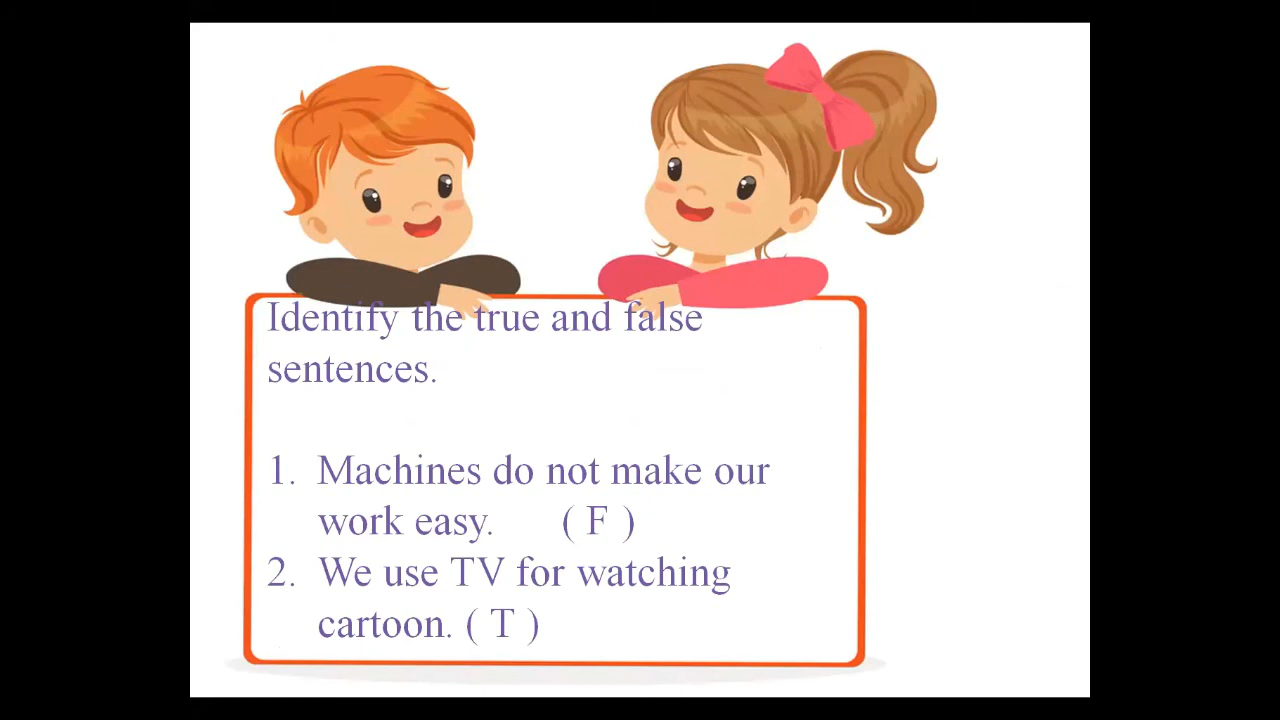 Identify the true and false
sentences.
1. Machines do not make our
work easy. ( F )
2. We use TV for watching
cartoon. ( T )